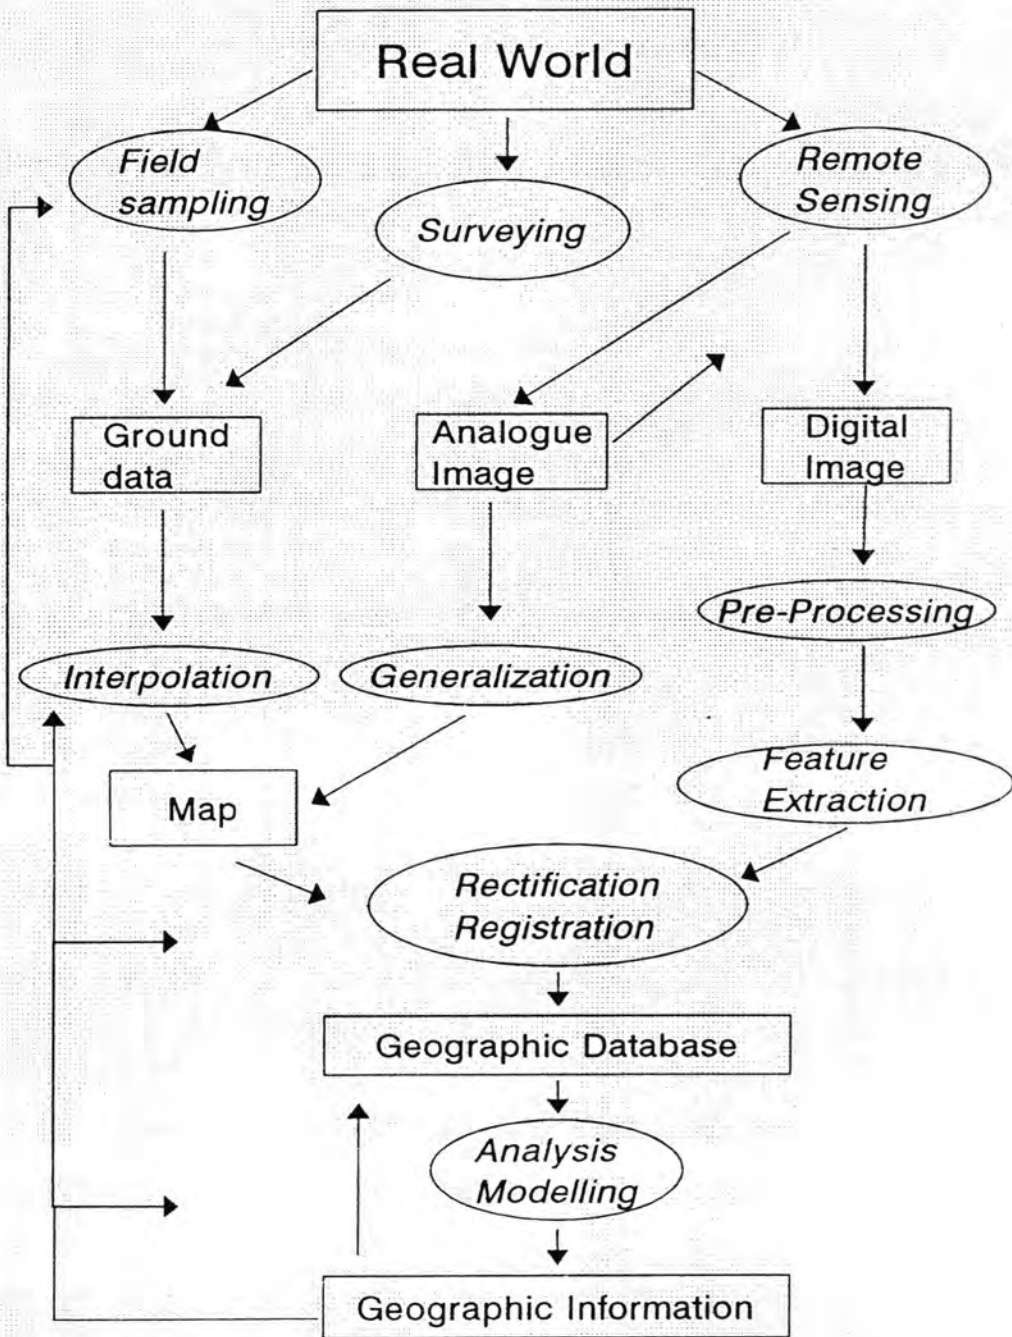 Real World
Field
sampling
Surveying
Remote
Sensing
Ground
data
Analogue
Image
Digital
Image
Pre-Processing
Interpolation
Generalization
Feature
Extraction
Map
Rectification
Registration
Geographic Database
Analysis
Modelling
Geographic Information